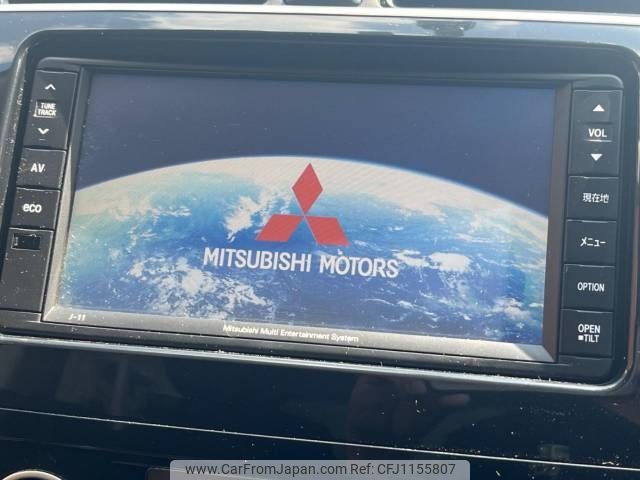 TUNE
TRACK
AV
eco
MITSUBISHI MOTORS
J-11
Mitsubishi Multi Entertainment System
VOL
現在地
メニュー
OPTION
OPEN
TILT
www.CarFromJapan.com CFJ1155807